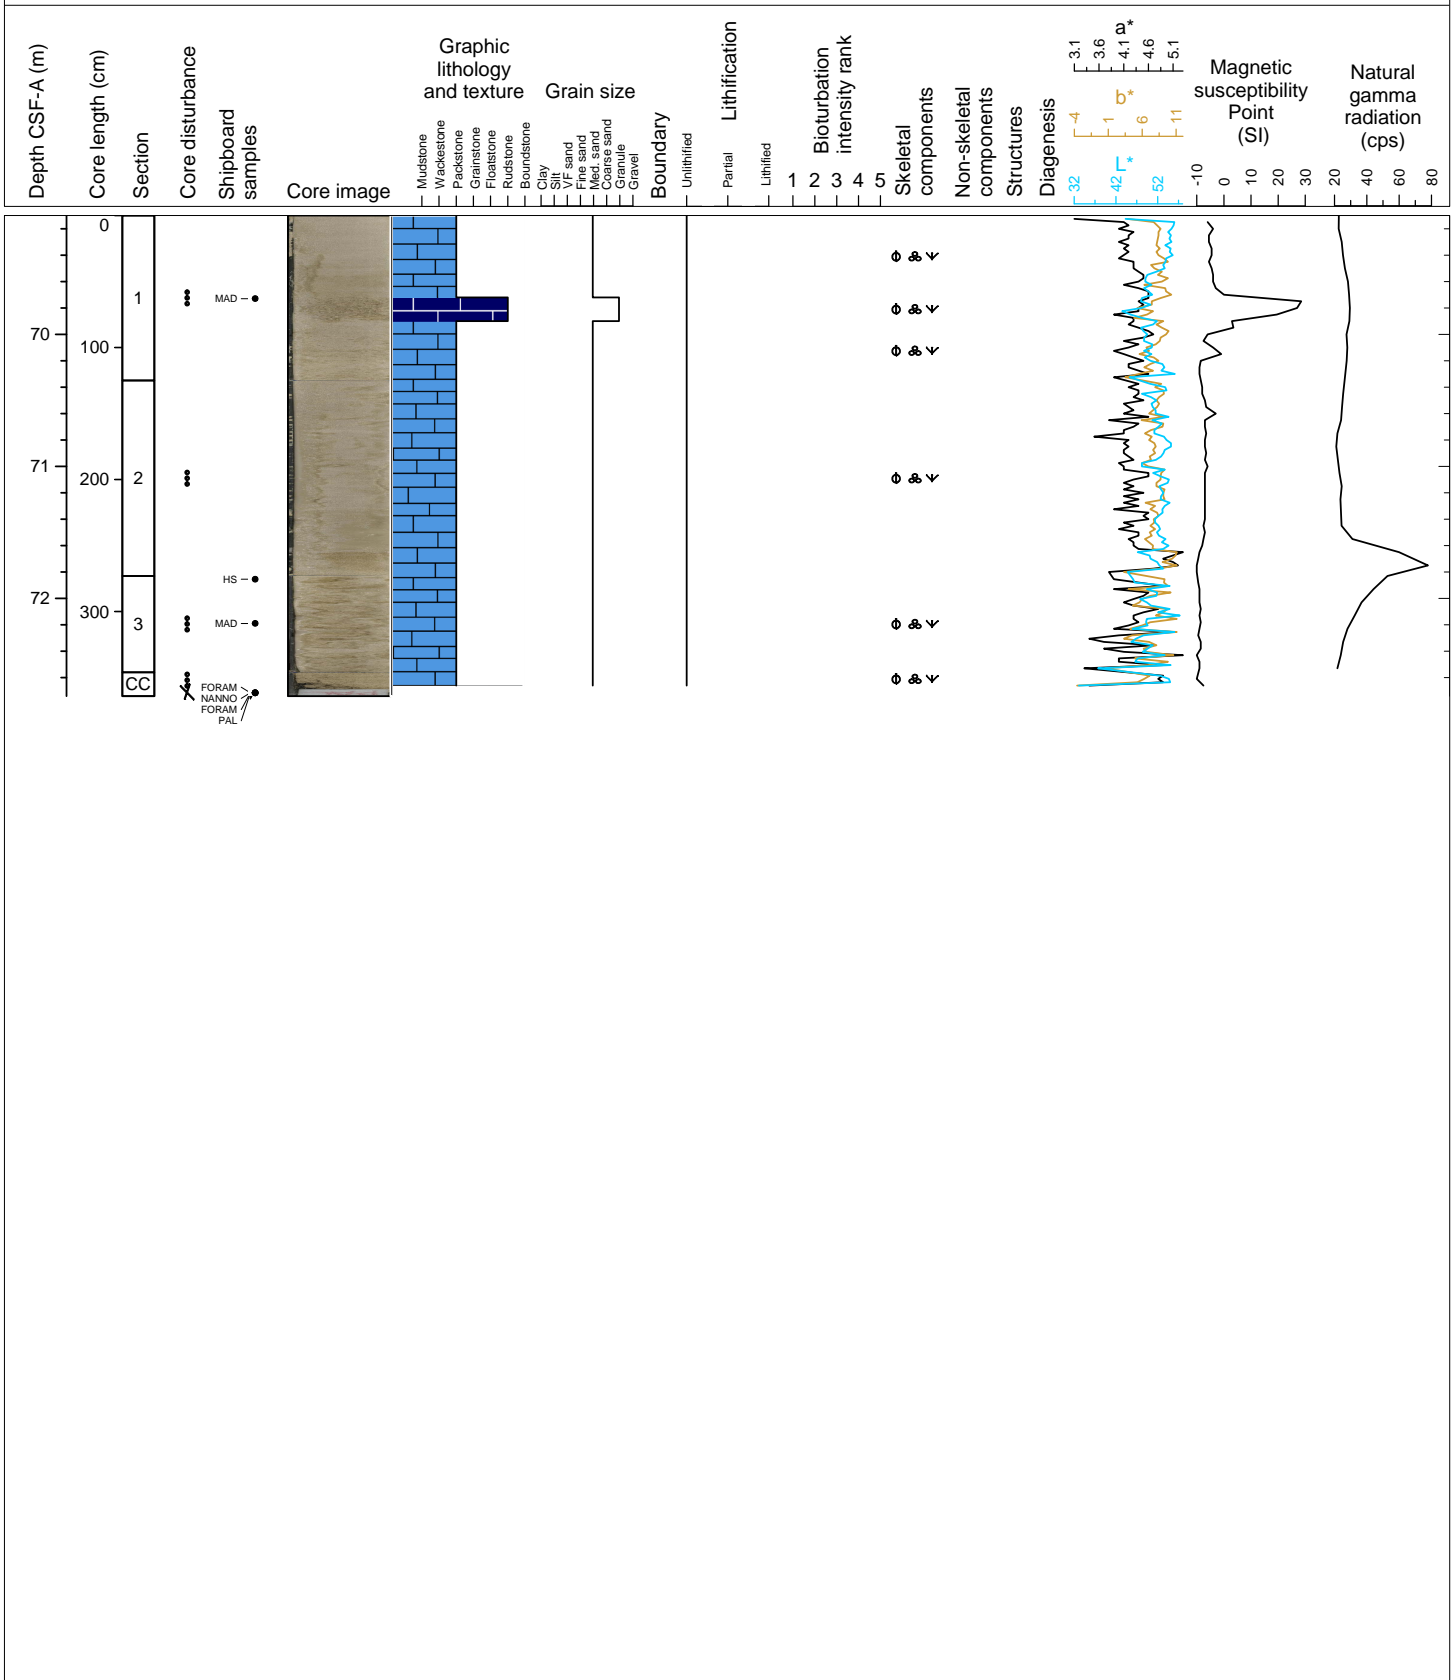 Depth CSF-A (m)
Core length (cm)
Section
Core disturbance
Shipboard
samples
Core image
Graphic
lithology
and texture
Mudstone
Wackestone
Packstone
Grainstone
Floatstone
Rudstone
Boundstone
Grain size
Clay
Silt
VF sand
Fine sand
Med. sand
Coarse sand
Granule
Gravel
Boundary
Lithification
Unlithified
Partial
Lithified
Bioturbation
intensity rank
1 2 3 4 5
Skeletal
components
Non-skeletal
components
Structures
Diagenesis
a*
3.1 3.6 4.1 4.6 5.1
b*
-4 1 6 11
L*
32 42 52
Magnetic
susceptibility
Point
(SI)
-10 0 10 20 30
Natural
gamma
radiation
(cps)
20 40 60 80
0
1
MAD
70
100
71
200
2
HS
72
300
3
MAD
CC
FORAM
NANNO
FORAM
PAL